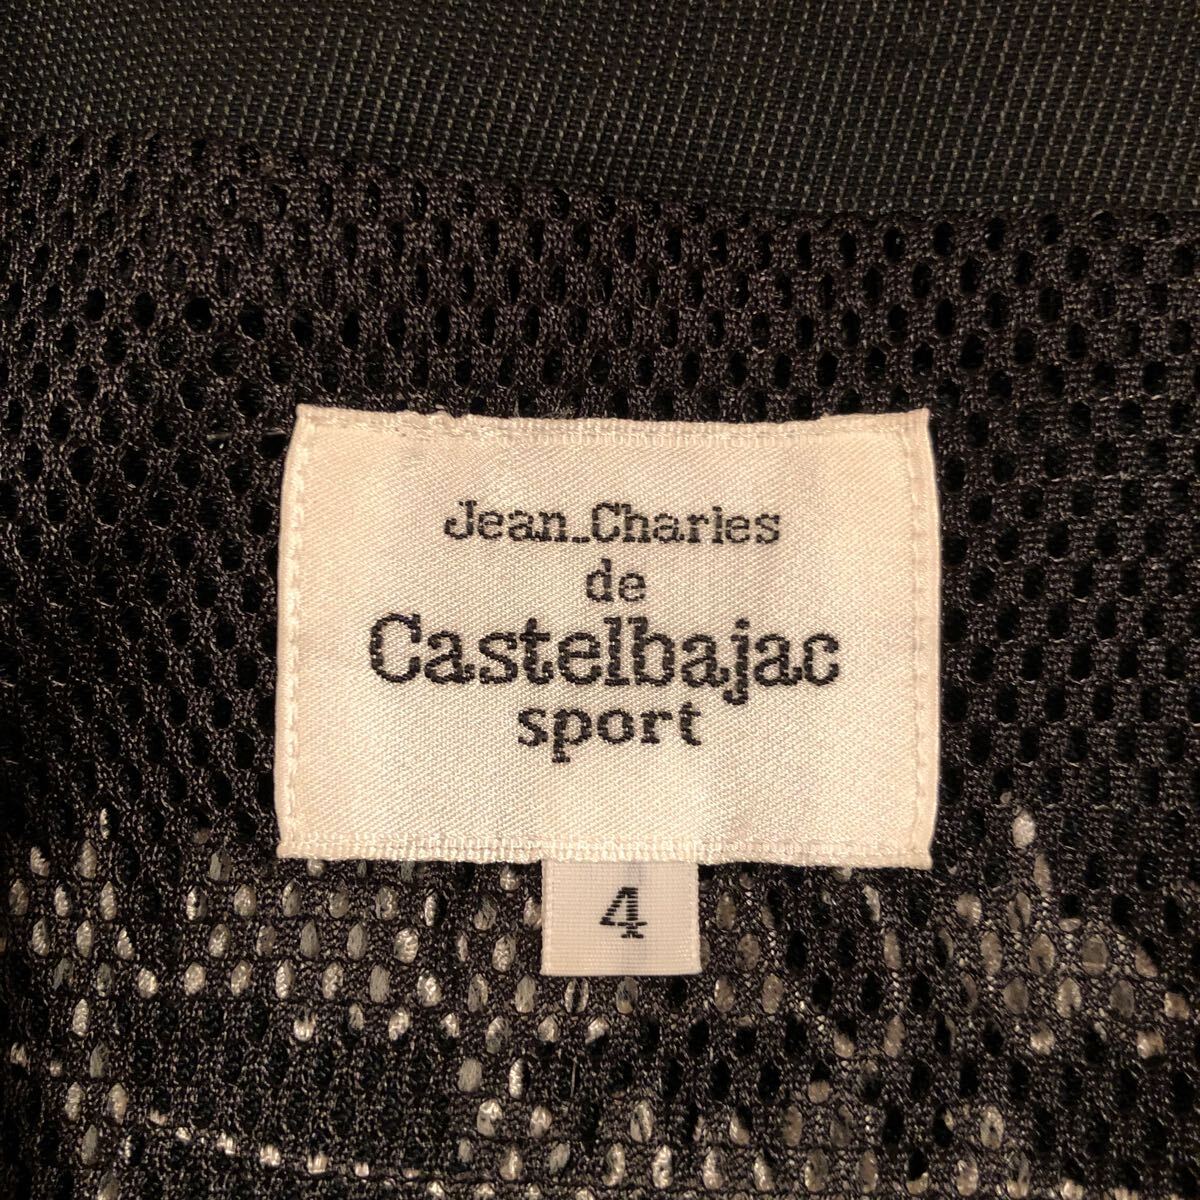 Jean_Charles
de
Castelbajac
sport
4